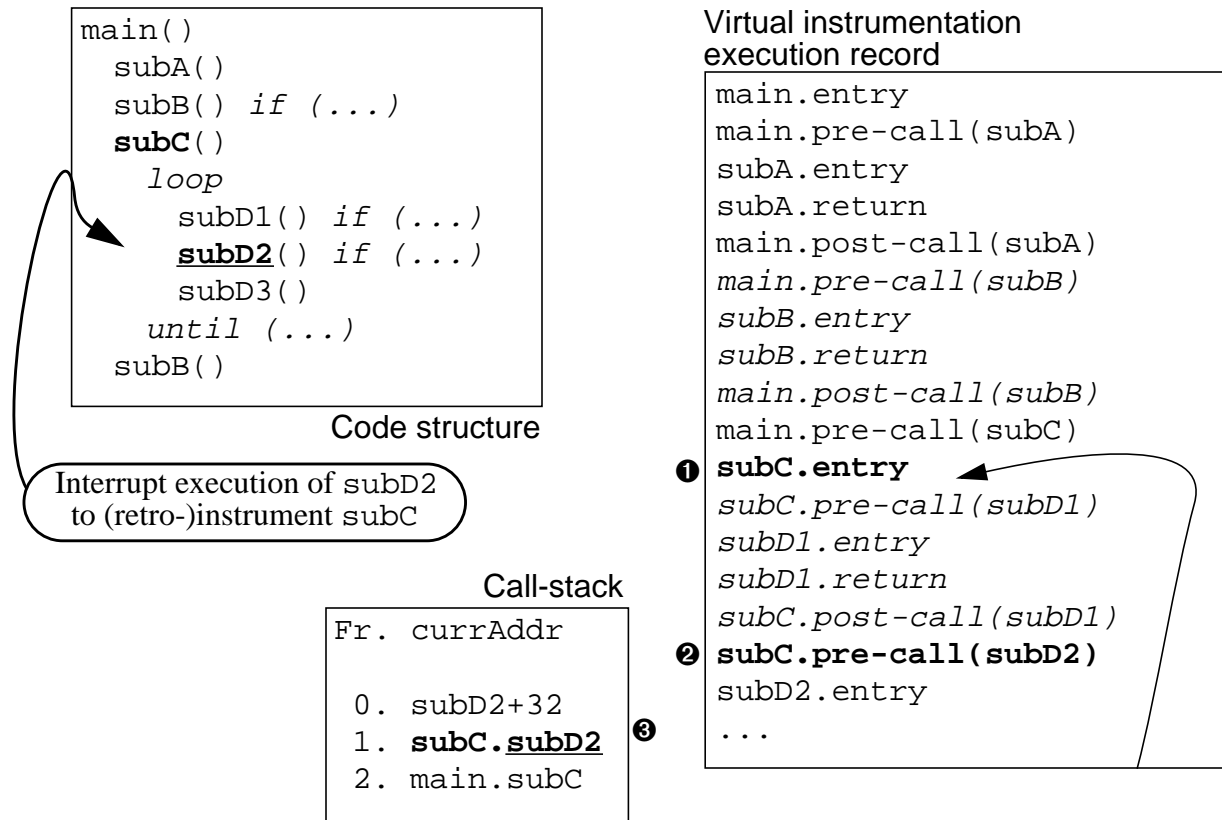 main()
subA()
subB() if (...)
subC()
loop
subD1() if (...)
subD2() if (...)
subD3()
until (...)
subB()
Code structure
Interrupt execution of subD2
to (retro-)instrument subC
Call-stack
Fr. currAddr
0. subD2+32
1. subC.subD2
2. main.subC
❸
Virtual instrumentation
execution record
main.entry
main.pre-call(subA)
subA.entry
subA.return
main.post-call(subA)
main.pre-call(subB)
subB.entry
subB.return
main.post-call(subB)
main.pre-call(subC)
❶ subC.entry
subC.pre-call(subD1)
subD1.entry
subD1.return
subC.post-call(subD1)
❷ subC.pre-call(subD2)
subD2.entry
...